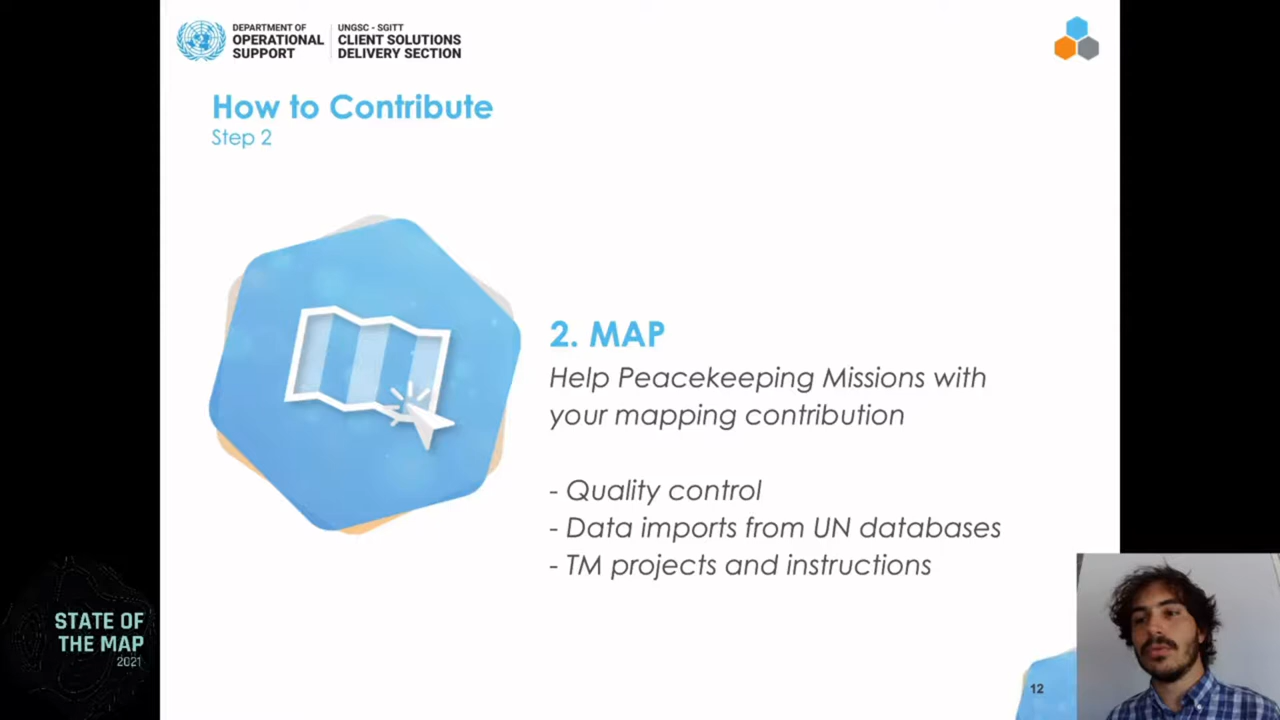 DEPARTMENT OF
OPERATIONAL
SUPPORT
UNGSC - SGITT
CLIENT SOLUTIONS
DELIVERY SECTION
How to Contribute
Step 2
2. MAP
Help Peacekeeping Missions with
your mapping contribution
- Quality control
- Data imports from UN databases
- TM projects and instructions
STATE OF
THE MAP
2021
12